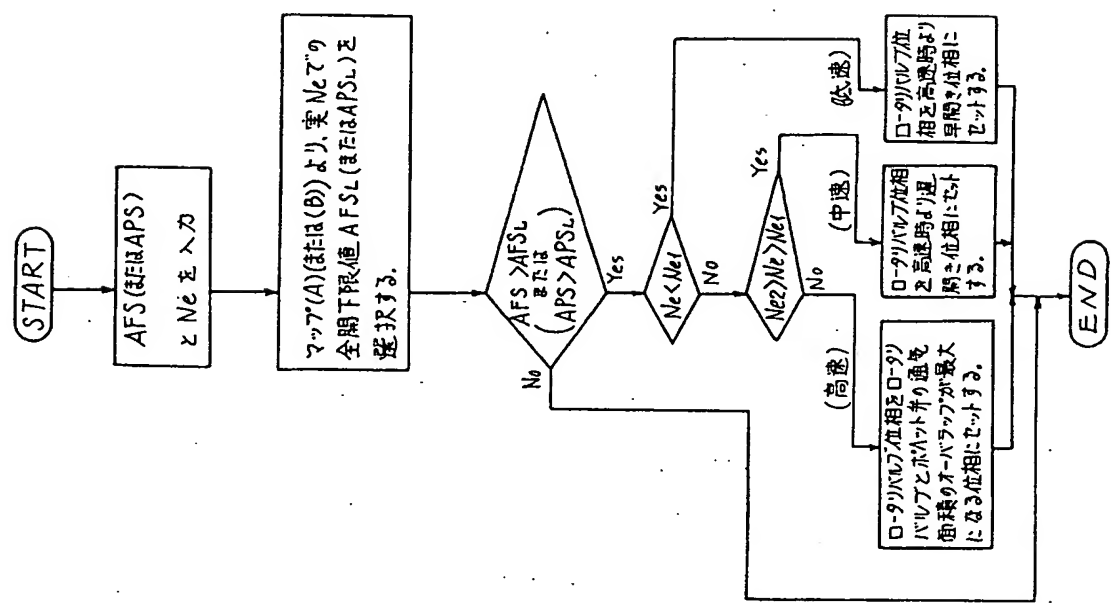 START
AFS(またはAPS)
とNeを入力
マップ(A)(または(B))より、実Neでの
全開下限値AFSL(またはAPSL)を
選択する。
AFS>AFSL
または
(APS>APSL)
No
Yes
Ne<Ne1
Yes
No
Ne2>Ne>Ne1
Yes
No
(高速)
(中速)
(低速)
ロータリバルブ位相をロータリ
バルブとポペット弁の通気
面積のオーバラップが最大
になる位相にセットする。
ロータリバルブ位相
を高速時より遅
開き位相にセット
する。
ロータリバルブ位
相を高速時より
早開き位相に
セットする。
END